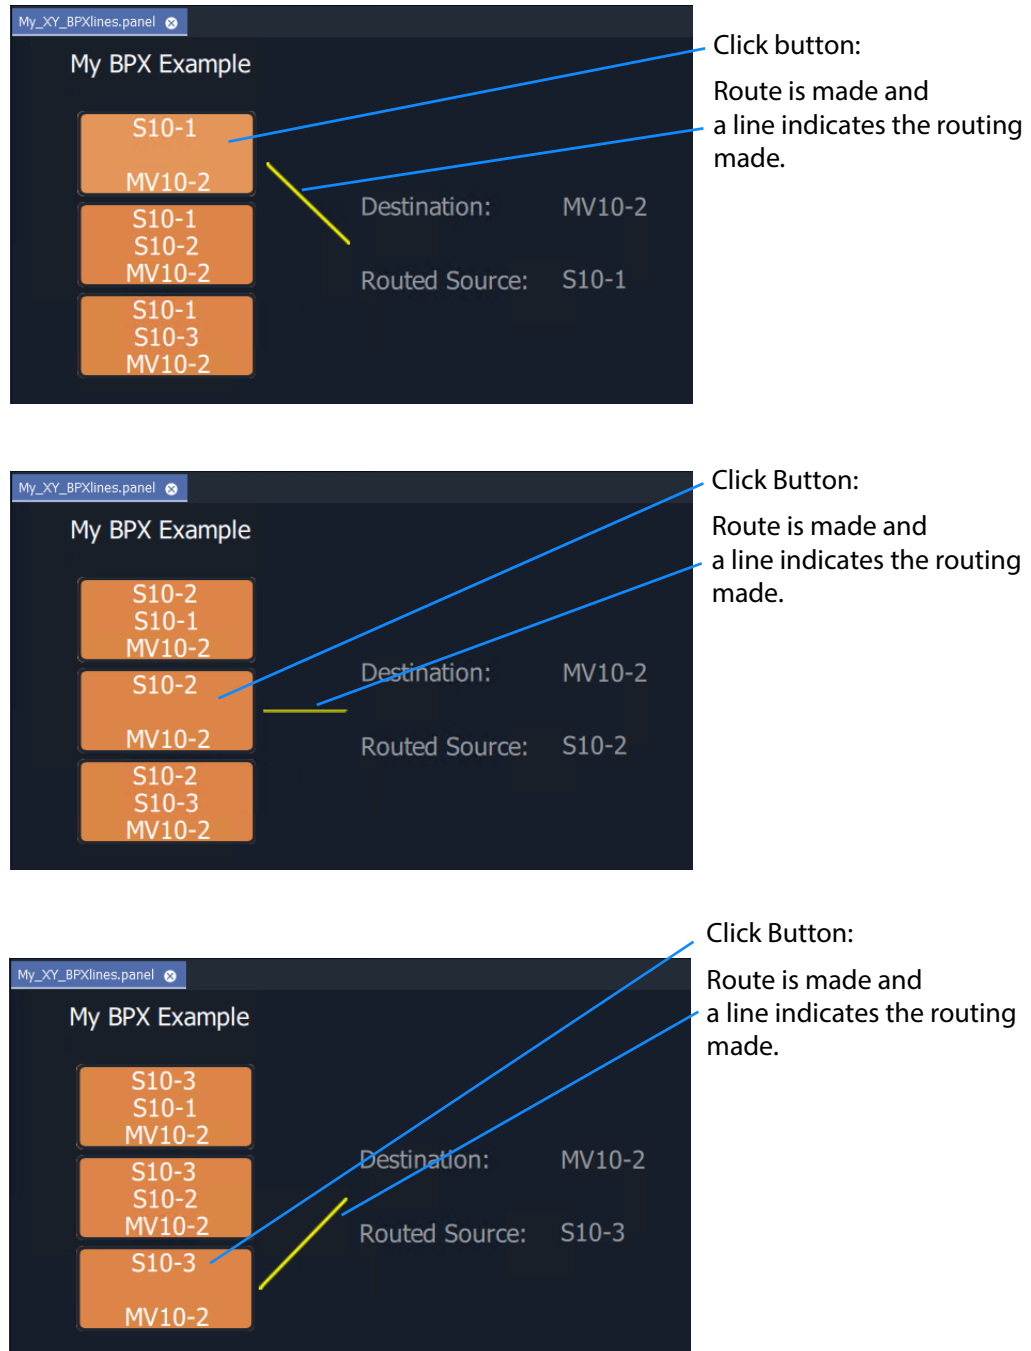 My_XY_BPXlines.panel
My BPX Example
S10-1
MV10-2
S10-1
S10-2
MV10-2
S10-1
S10-3
MV10-2
Destination: MV10-2
Routed Source: S10-1
Click button:
Route is made and
a line indicates the routing
made.
My_XY_BPXlines.panel
My BPX Example
S10-2
S10-1
MV10-2
S10-2
MV10-2
S10-2
S10-3
MV10-2
Destination: MV10-2
Routed Source: S10-2
Click Button:
Route is made and
a line indicates the routing
made.
My_XY_BPXlines.panel
My BPX Example
S10-3
S10-1
MV10-2
S10-3
S10-2
MV10-2
S10-3
MV10-2
Destination: MV10-2
Routed Source: S10-3
Click Button:
Route is made and
a line indicates the routing
made.